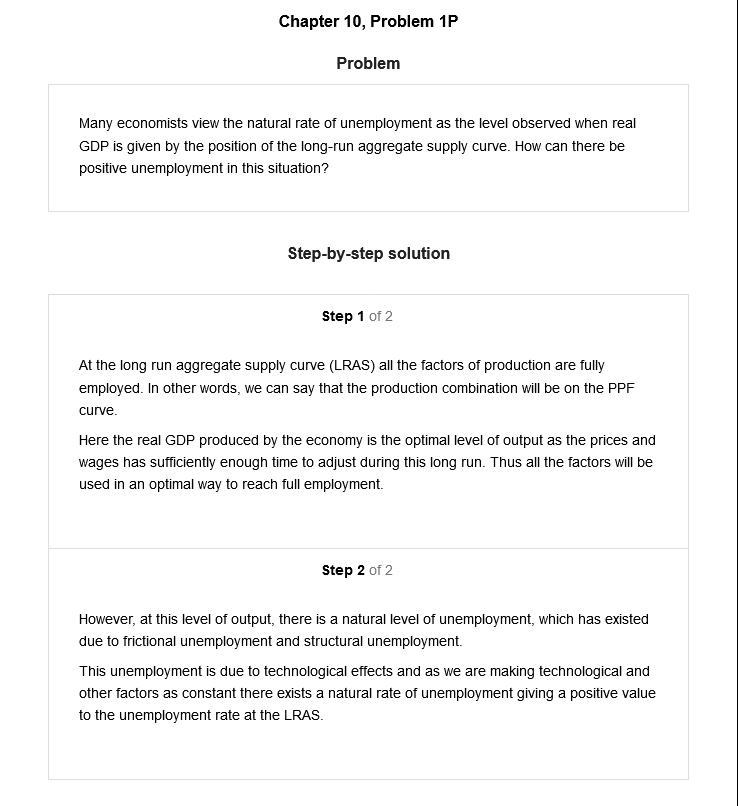 Chapter 10, Problem 1P
Problem
Many economists view the natural rate of unemployment as the level observed when real
GDP is given by the position of the long-run aggregate supply curve. How can there be
positive unemployment in this situation?
Step-by-step solution
Step 1 of 2
At the long run aggregate supply curve (LRAS) all the factors of production are fully
employed. In other words, we can say that the production combination will be on the PPF
curve.
Here the real GDP produced by the economy is the optimal level of output as the prices and
wages has sufficiently enough time to adjust during this long run. Thus all the factors will be
used in an optimal way to reach full employment.
Step 2 of 2
However, at this level of output, there is a natural level of unemployment, which has existed
due to frictional unemployment and structural unemployment.
This unemployment is due to technological effects and as we are making technological and
other factors as constant there exists a natural rate of unemployment giving a positive value
to the unemployment rate at the LRAS.